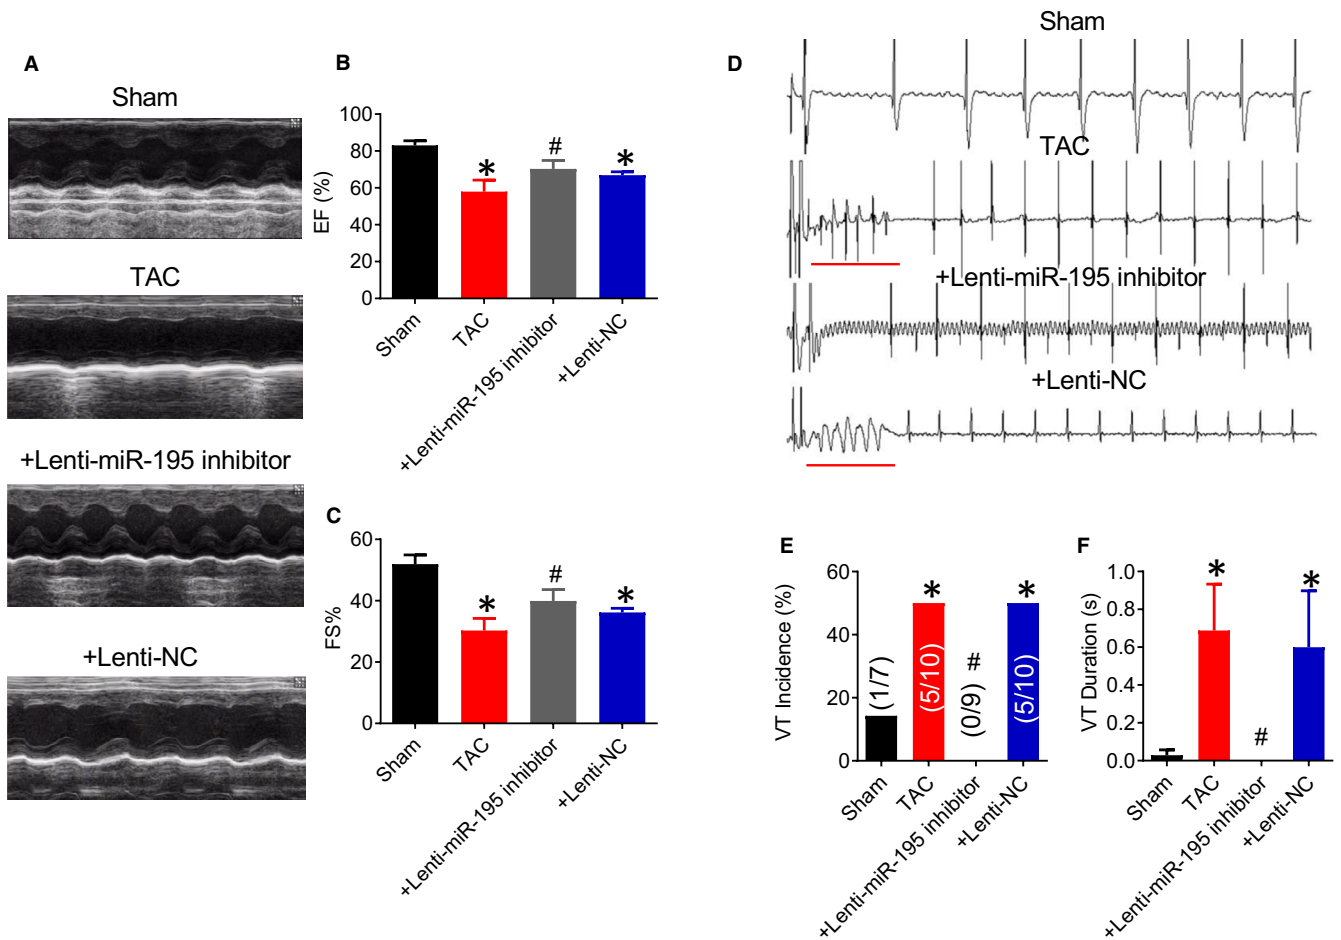 A
Sham
TAC
+Lenti-miR-195 inhibitor
+Lenti-NC
B
EF (%)
100
80
60
40
20
0
*
#
*
Sham
TAC
+Lenti-miR-195 inhibitor
+Lenti-NC
C
FS%
60
40
20
0
*
#
*
Sham
TAC
+Lenti-miR-195 inhibitor
+Lenti-NC
D
Sham
TAC
+Lenti-miR-195 inhibitor
+Lenti-NC
E
VT Incidence (%)
60
40
20
0
(1/7)
*
(5/10)
#
(0/9)
*
(5/10)
Sham
TAC
+Lenti-miR-195 inhibitor
+Lenti-NC
F
VT Duration (s)
1.0
0.8
0.6
0.4
0.2
0.0
*
#
*
Sham
TAC
+Lenti-miR-195 inhibitor
+Lenti-NC